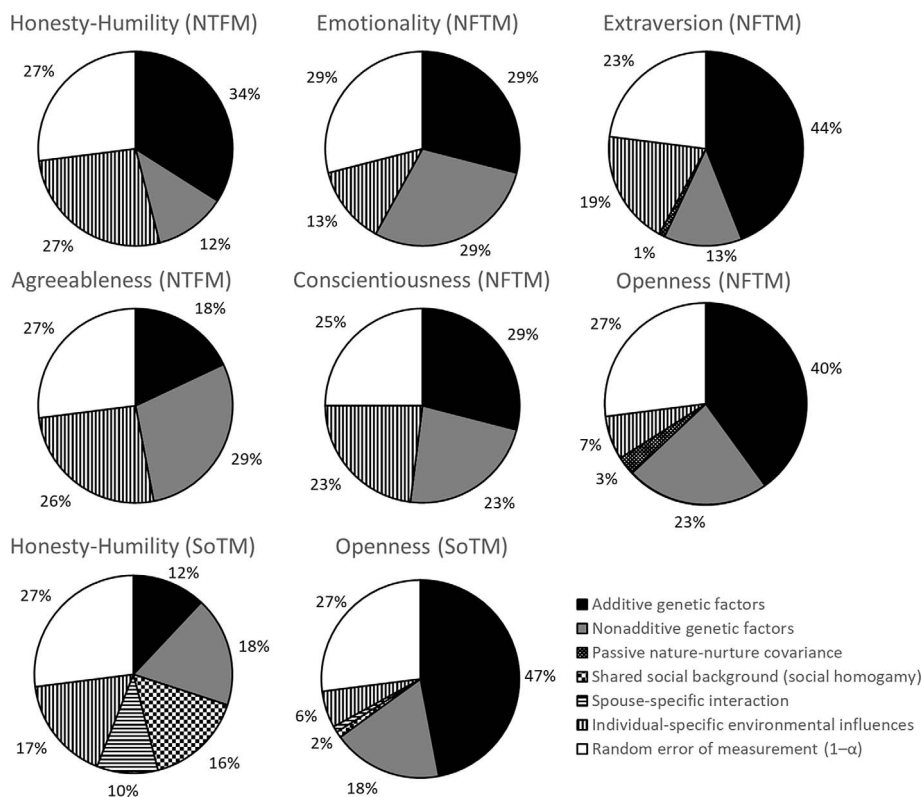 Honesty-Humility (NTFM)
27%
34%
27%
12%
Emotionality (NFTM)
29%
29%
13%
29%
Extraversion (NFTM)
23%
44%
19%
1%
13%
Agreeableness (NTFM)
27%
18%
26%
29%
Conscientiousness (NFTM)
25%
29%
23%
23%
Openness (NFTM)
27%
40%
7%
3%
23%
Honesty-Humility (SoTM)
27%
12%
18%
17%
16%
10%
Openness (SoTM)
27%
47%
6%
2%
18%
Additive genetic factors
Nonadditive genetic factors
Passive nature-nurture covariance
Shared social background (social homogamy)
Spouse-specific interaction
Individual-specific environmental influences
Random error of measurement (1–α)